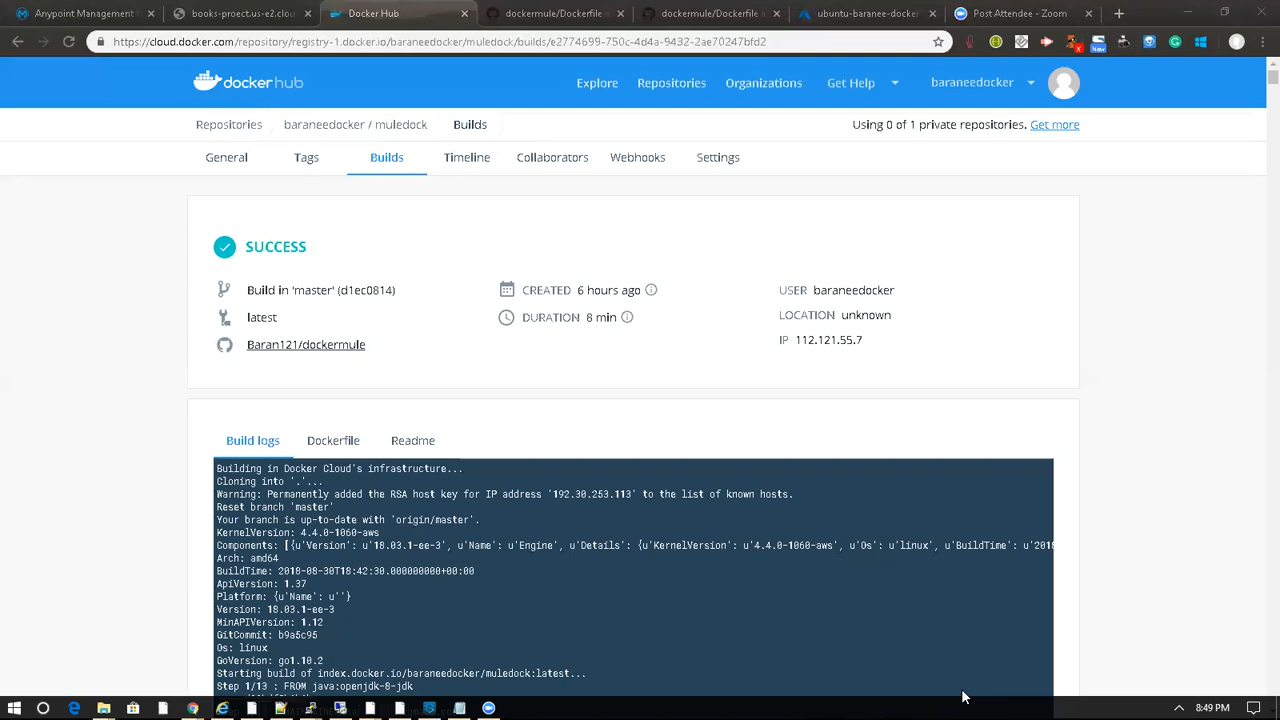 Anypoint Management
books-project-us-e2.cloud
Docker Hub
dockermule/Dockerfile
dockermule/Dockerfile
ubuntu-baranee-docker
Post Attendee - Zoom
https://cloud.docker.com/repository/registry-1.docker.io/baraneedocker/muledock/builds/e2774699-750c-4d4a-9432-2ae70247bfd2
New
dockerhub
Explore
Repositories
Organizations
Get Help
baraneedocker
Repositories
baraneedocker / muledock
Builds
Using 0 of 1 private repositories. Get more
General
Tags
Builds
Timeline
Collaborators
Webhooks
Settings
SUCCESS
Build in 'master' (d1ec0814)
latest
Baran121/dockermule
CREATED 6 hours ago
DURATION 8 min
USER baraneedocker
LOCATION unknown
IP 112.121.55.7
Build logs
Dockerfile
Readme
Building in Docker Cloud's infrastructure...
Cloning into '.'...
Warning: Permanently added the RSA host key for IP address '192.30.253.113' to the list of known hosts.
Reset branch 'master'
Your branch is up-to-date with 'origin/master'.
KernelVersion: 4.4.0-1060-aws
Components: [{u'Version': u'18.03.1-ee-3', u'Name': u'Engine', u'Details': {u'KernelVersion': u'4.4.0-1060-aws', u'Os': u'linux', u'BuildTime': u'2018
Arch: amd64
BuildTime: 2018-08-30T18:42:30.000000000+00:00
ApiVersion: 1.37
Platform: {u'Name': u''}
Version: 18.03.1-ee-3
MinAPIVersion: 1.12
GitCommit: b9a5c95
Os: linux
GoVersion: go1.10.2
Starting build of index.docker.io/baraneedocker/muledock:latest...
Step 1/13 : FROM java:openjdk-8-jdk
8:49 PM